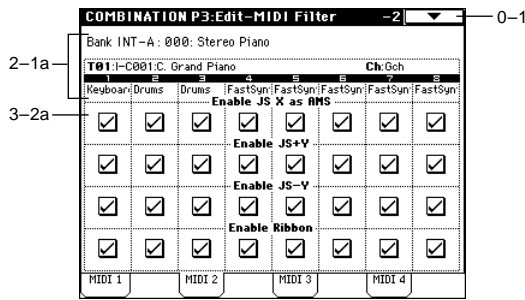 COMBINATION P3:Edit-MIDI Filter -2
0–1
Bank INT-A : 000: Stereo Piano
2–1a
T01:I-C001:C. Grand Piano Ch:Gch
1 2 3 4 5 6 7 8
Keyboar Drums Drums FastSyn FastSyn FastSyn FastSyn FastSyn
Enable JS X as AMS
3–2a
Enable JS+Y
Enable JS-Y
Enable Ribbon
MIDI 1 MIDI 2 MIDI 3 MIDI 4